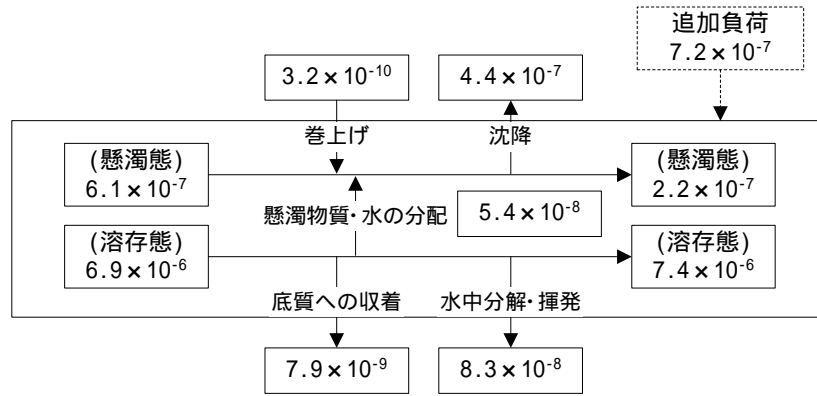 追加負荷
7.2×10-7
3.2×10-10
4.4×10-7
巻上げ
沈降
(懸濁態)
6.1×10-7
(懸濁態)
2.2×10-7
懸濁物質・水の分配
5.4×10-8
(溶存態)
6.9×10-6
(溶存態)
7.4×10-6
底質への収着
水中分解・揮発
7.9×10-9
8.3×10-8